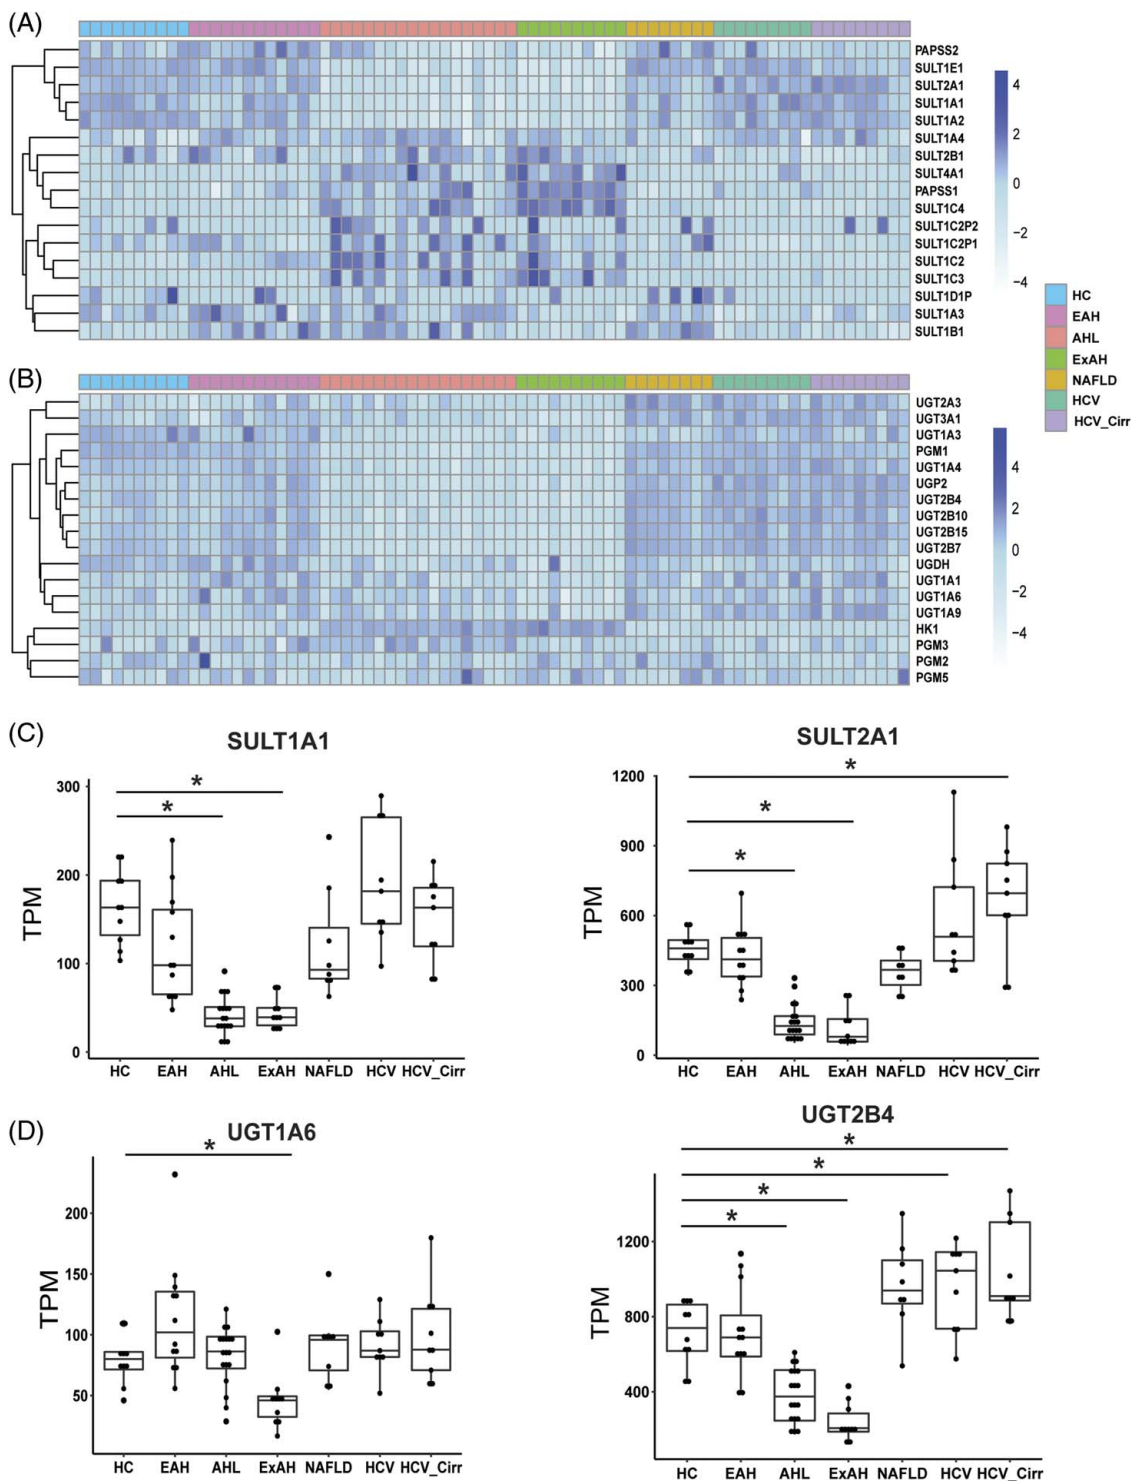 (A)
PAPSS2
SULT1E1
SULT2A1
SULT1A1
SULT1A2
SULT1A4
SULT2B1
SULT4A1
PAPSS1
SULT1C4
SULT1C2P2
SULT1C2P1
SULT1C2
SULT1C3
SULT1D1P
SULT1A3
SULT1B1
4
2
0
−2
−4
HC
EAH
AHL
ExAH
NAFLD
HCV
HCV_Cirr
(B)
UGT2A3
UGT3A1
UGT1A3
PGM1
UGT1A4
UGP2
UGT2B4
UGT2B10
UGT2B15
UGT2B7
UGDH
UGT1A1
UGT1A6
UGT1A9
HK1
PGM3
PGM2
PGM5
4
2
0
−2
−4
(C)
SULT1A1
TPM
300
200
100
0
*
*
HC EAH AHL ExAH NAFLD HCV HCV_Cirr
SULT2A1
TPM
1200
900
600
300
0
*
*
*
HC EAH AHL ExAH NAFLD HCV HCV_Cirr
(D)
UGT1A6
TPM
200
150
100
50
*
HC EAH AHL ExAH NAFLD HCV HCV_Cirr
UGT2B4
TPM
1200
800
400
*
*
*
*
HC EAH AHL ExAH NAFLD HCV HCV_Cirr